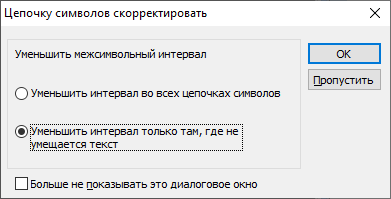 Цепочку символов скорректировать
Уменьшить межсимвольный интервал
OK
Пропустить
Уменьшить интервал во всех цепочках символов
Уменьшить интервал только там, где не
умещается текст
Больше не показывать это диалоговое окно